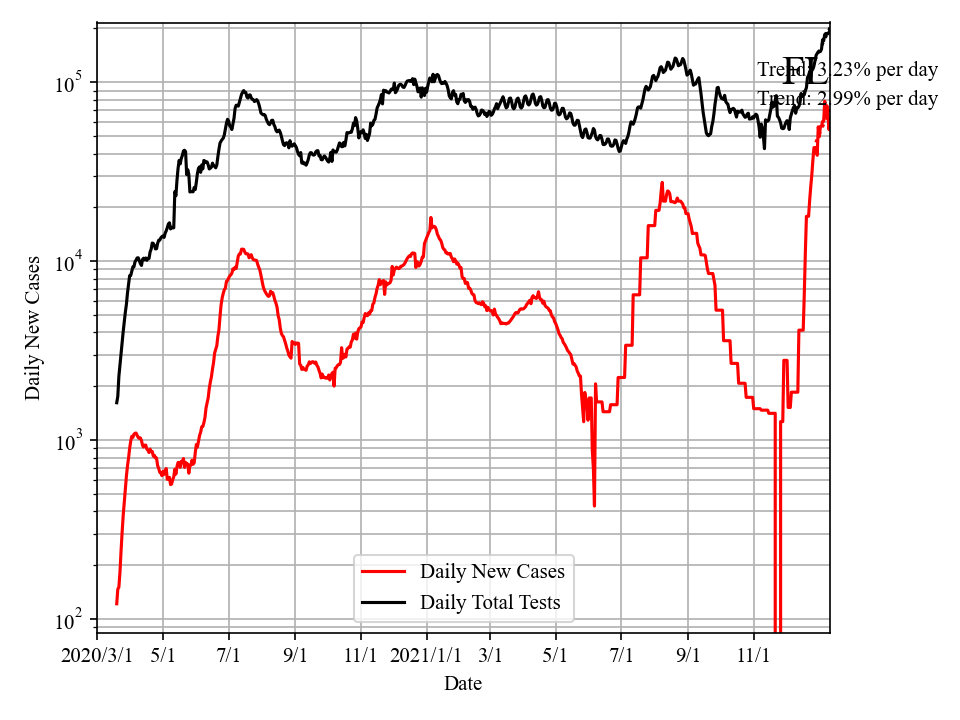 10^5
10^4
10^3
10^2
Daily New Cases
FL
Trend: 3.23% per day
Trend: 2.99% per day
Daily New Cases
Daily Total Tests
2020/3/1 5/1 7/1 9/1 11/1 2021/1/1 3/1 5/1 7/1 9/1 11/1
Date